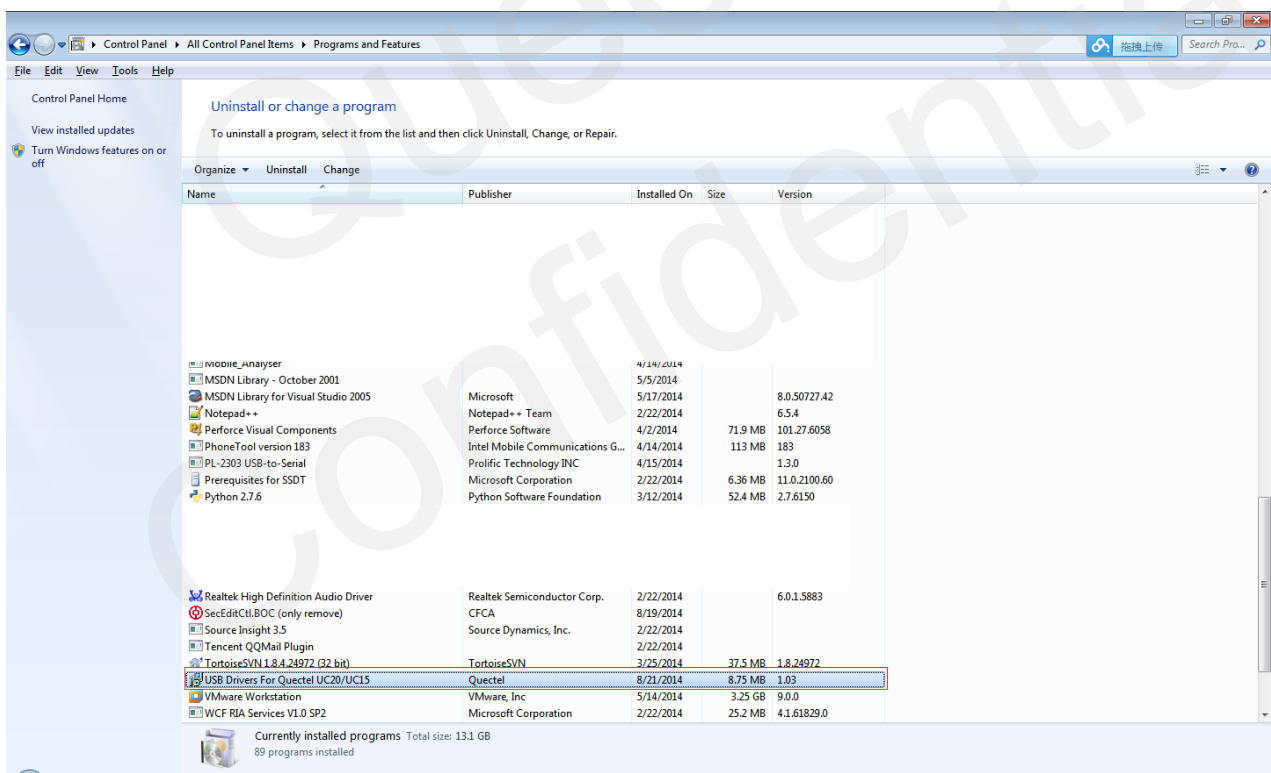 Control Panel ▸ All Control Panel Items ▸ Programs and Features 拖拽上传 Search Pro...
File Edit View Tools Help
Control Panel Home
View installed updates
Turn Windows features on or
off
Uninstall or change a program
To uninstall a program, select it from the list and then click Uninstall, Change, or Repair.
Organize Uninstall Change
Name Publisher Installed On Size Version
Mobile_Analyser 4/14/2014
MSDN Library - October 2001 5/5/2014
MSDN Library for Visual Studio 2005 Microsoft 5/17/2014 8.0.50727.42
Notepad++ Notepad++ Team 2/22/2014 6.5.4
Perforce Visual Components Perforce Software 4/2/2014 71.9 MB 101.27.6058
PhoneTool version 183 Intel Mobile Communications G... 4/14/2014 113 MB 183
PL-2303 USB-to-Serial Prolific Technology INC 4/15/2014 1.3.0
Prerequisites for SSDT Microsoft Corporation 2/22/2014 6.36 MB 11.0.2100.60
Python 2.7.6 Python Software Foundation 3/12/2014 52.4 MB 2.7.6150
Realtek High Definition Audio Driver Realtek Semiconductor Corp. 2/22/2014 6.0.1.5883
SecEditCtl.BOC (only remove) CFCA 8/19/2014
Source Insight 3.5 Source Dynamics, Inc. 2/22/2014
Tencent QQMail Plugin 2/22/2014
TortoiseSVN 1.8.4.24972 (32 bit) TortoiseSVN 3/25/2014 37.5 MB 1.8.24972
USB Drivers For Quectel UC20/UC15 Quectel 8/21/2014 8.75 MB 1.03
VMware Workstation VMware, Inc 5/14/2014 3.25 GB 9.0.0
WCF RIA Services V1.0 SP2 Microsoft Corporation 2/22/2014 25.2 MB 4.1.61829.0
Currently installed programs Total size: 13.1 GB
89 programs installed
Confidential